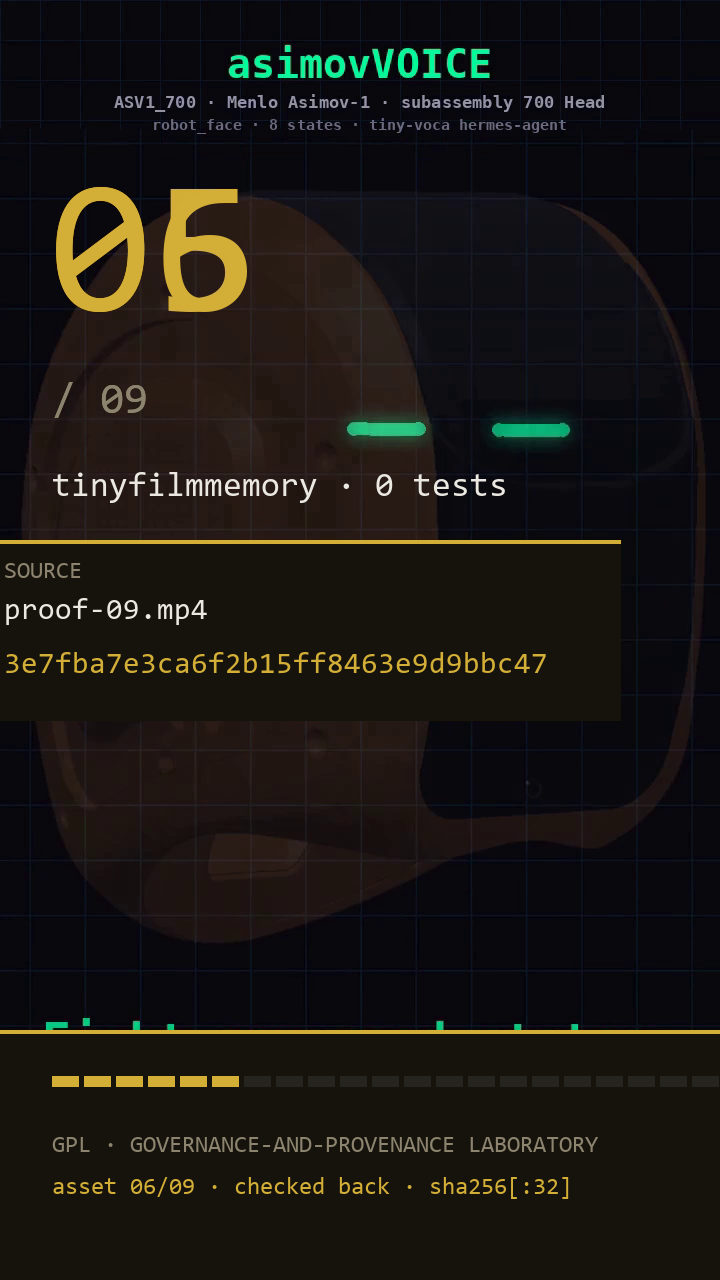 asimovVOICE
ASV1_700 · Menlo Asimov-1 · subassembly 700 Head
robot_face · 8 states · tiny-voca hermes-agent
/ 09
tinyfilmmemory · 0 tests
SOURCE
proof-09.mp4
3e7fba7e3ca6f2b15ff8463e9d9bbc47
GPL · GOVERNANCE-AND-PROVENANCE LABORATORY
asset 06/09 · checked back · sha256[:32]